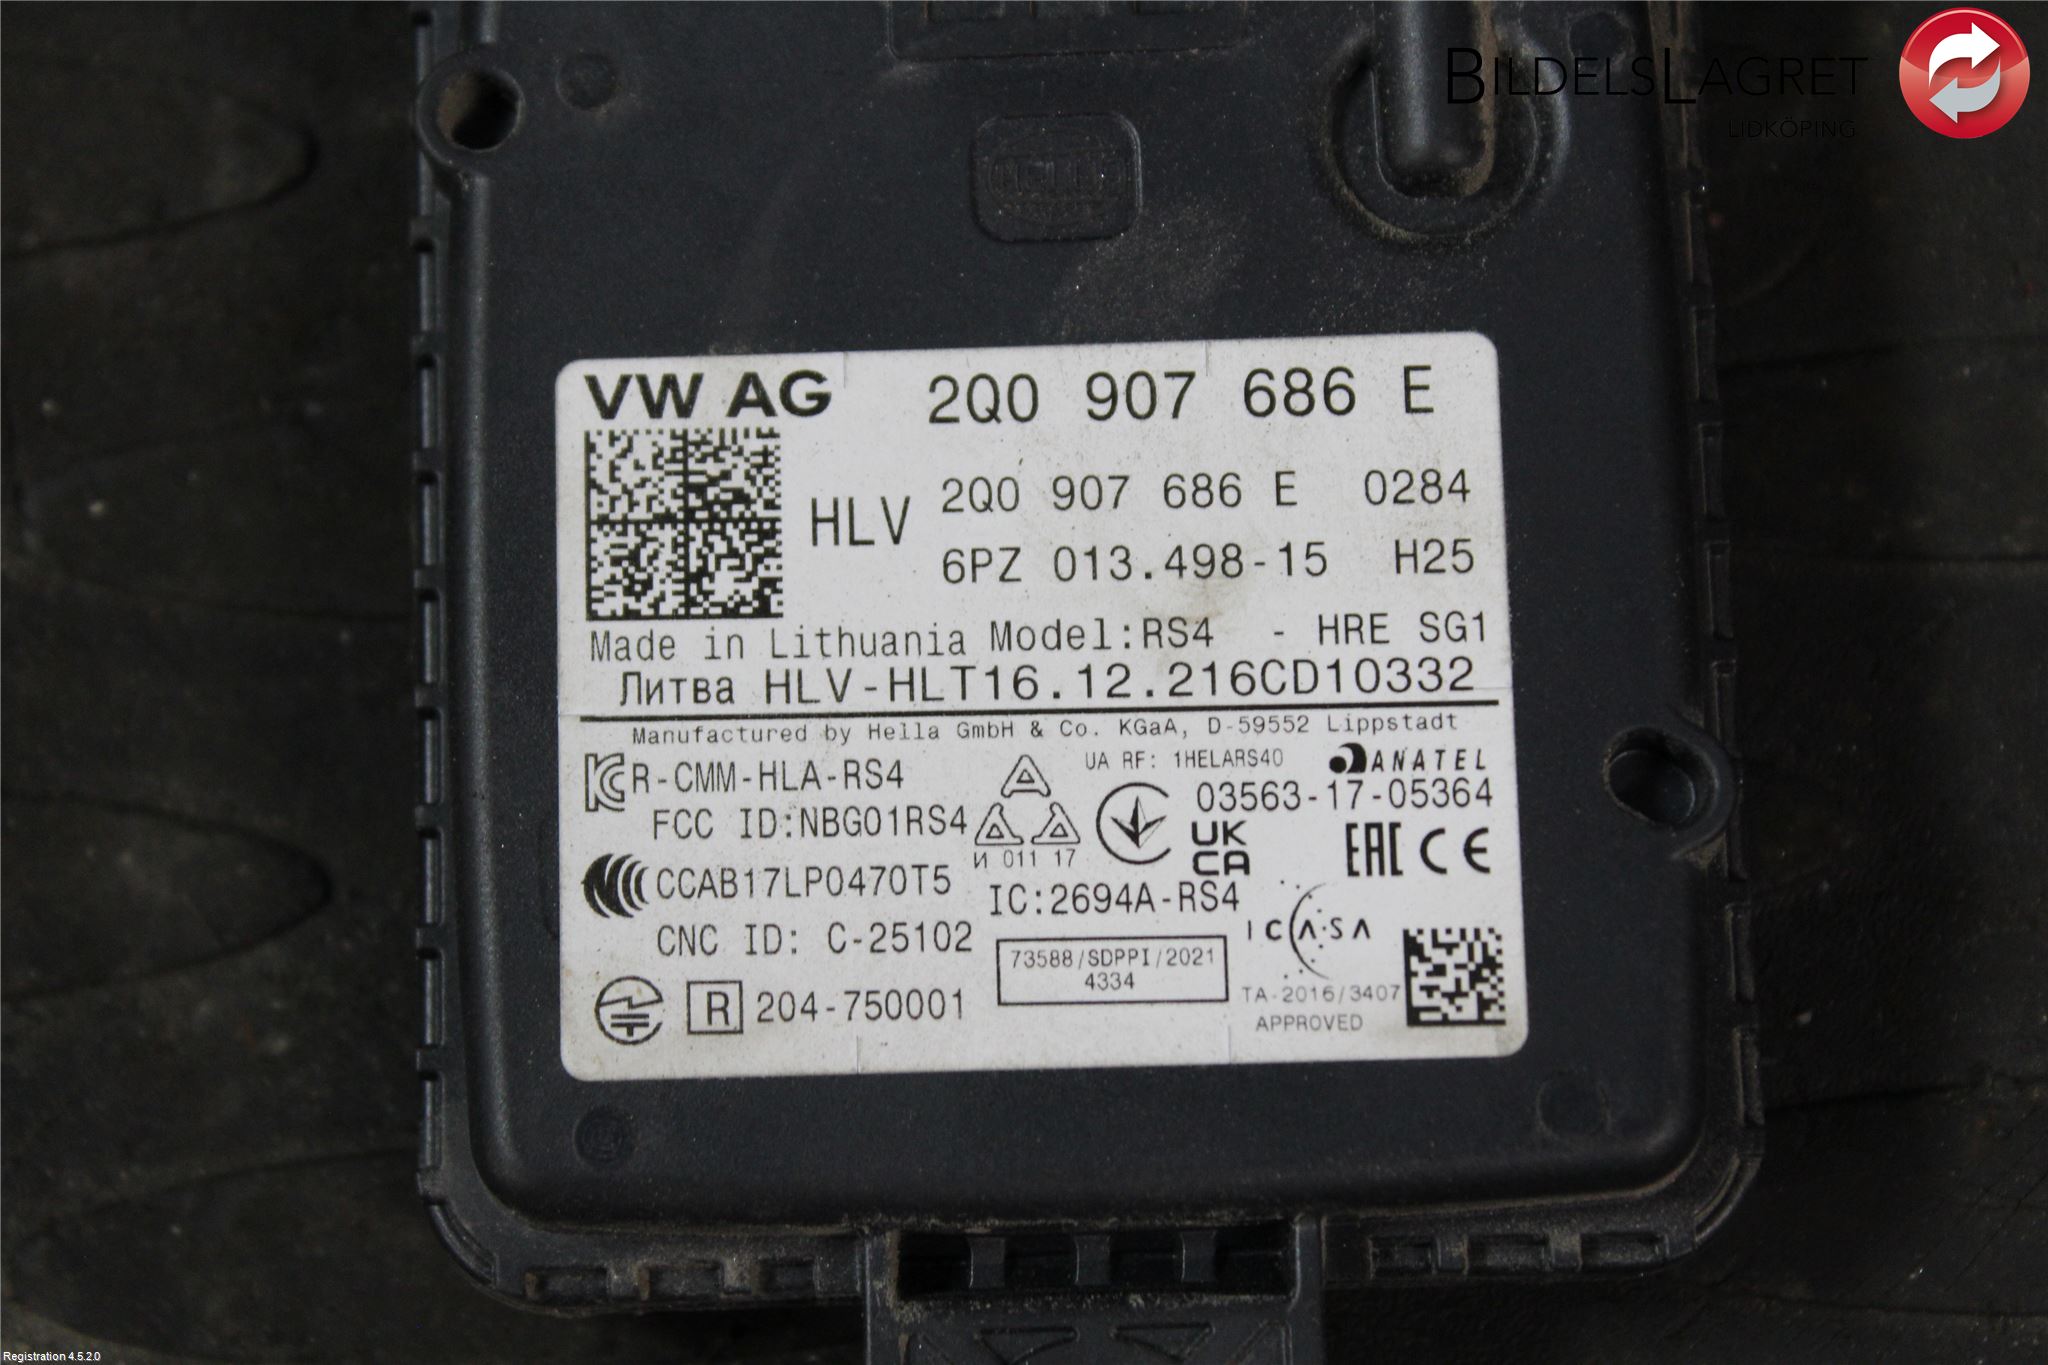 BILDELSLAGRET
LIDKÖPING
HELLA
VW AG 2Q0 907 686 E
HLV 2Q0 907 686 E 0284
6PZ 013.498-15 H25
Made in Lithuania Model:RS4 - HRE SG1
Литва HLV-HLT16.12.216CD10332
Manufactured by Hella GmbH & Co. KGaA, D-59552 Lippstadt
R-CMM-HLA-RS4 UA RF: 1HELARS40 ANATEL
03563-17-05364
FCC ID:NBG01RS4
И 011 17
UK
CA
EAC CE
CCAB17LP0470T5 IC:2694A-RS4
CNC ID: C-25102
ICASA
73588/SDPPI/2021
4334
R 204-750001
TA-2016/3407
APPROVED
Registration 4.5.2.0